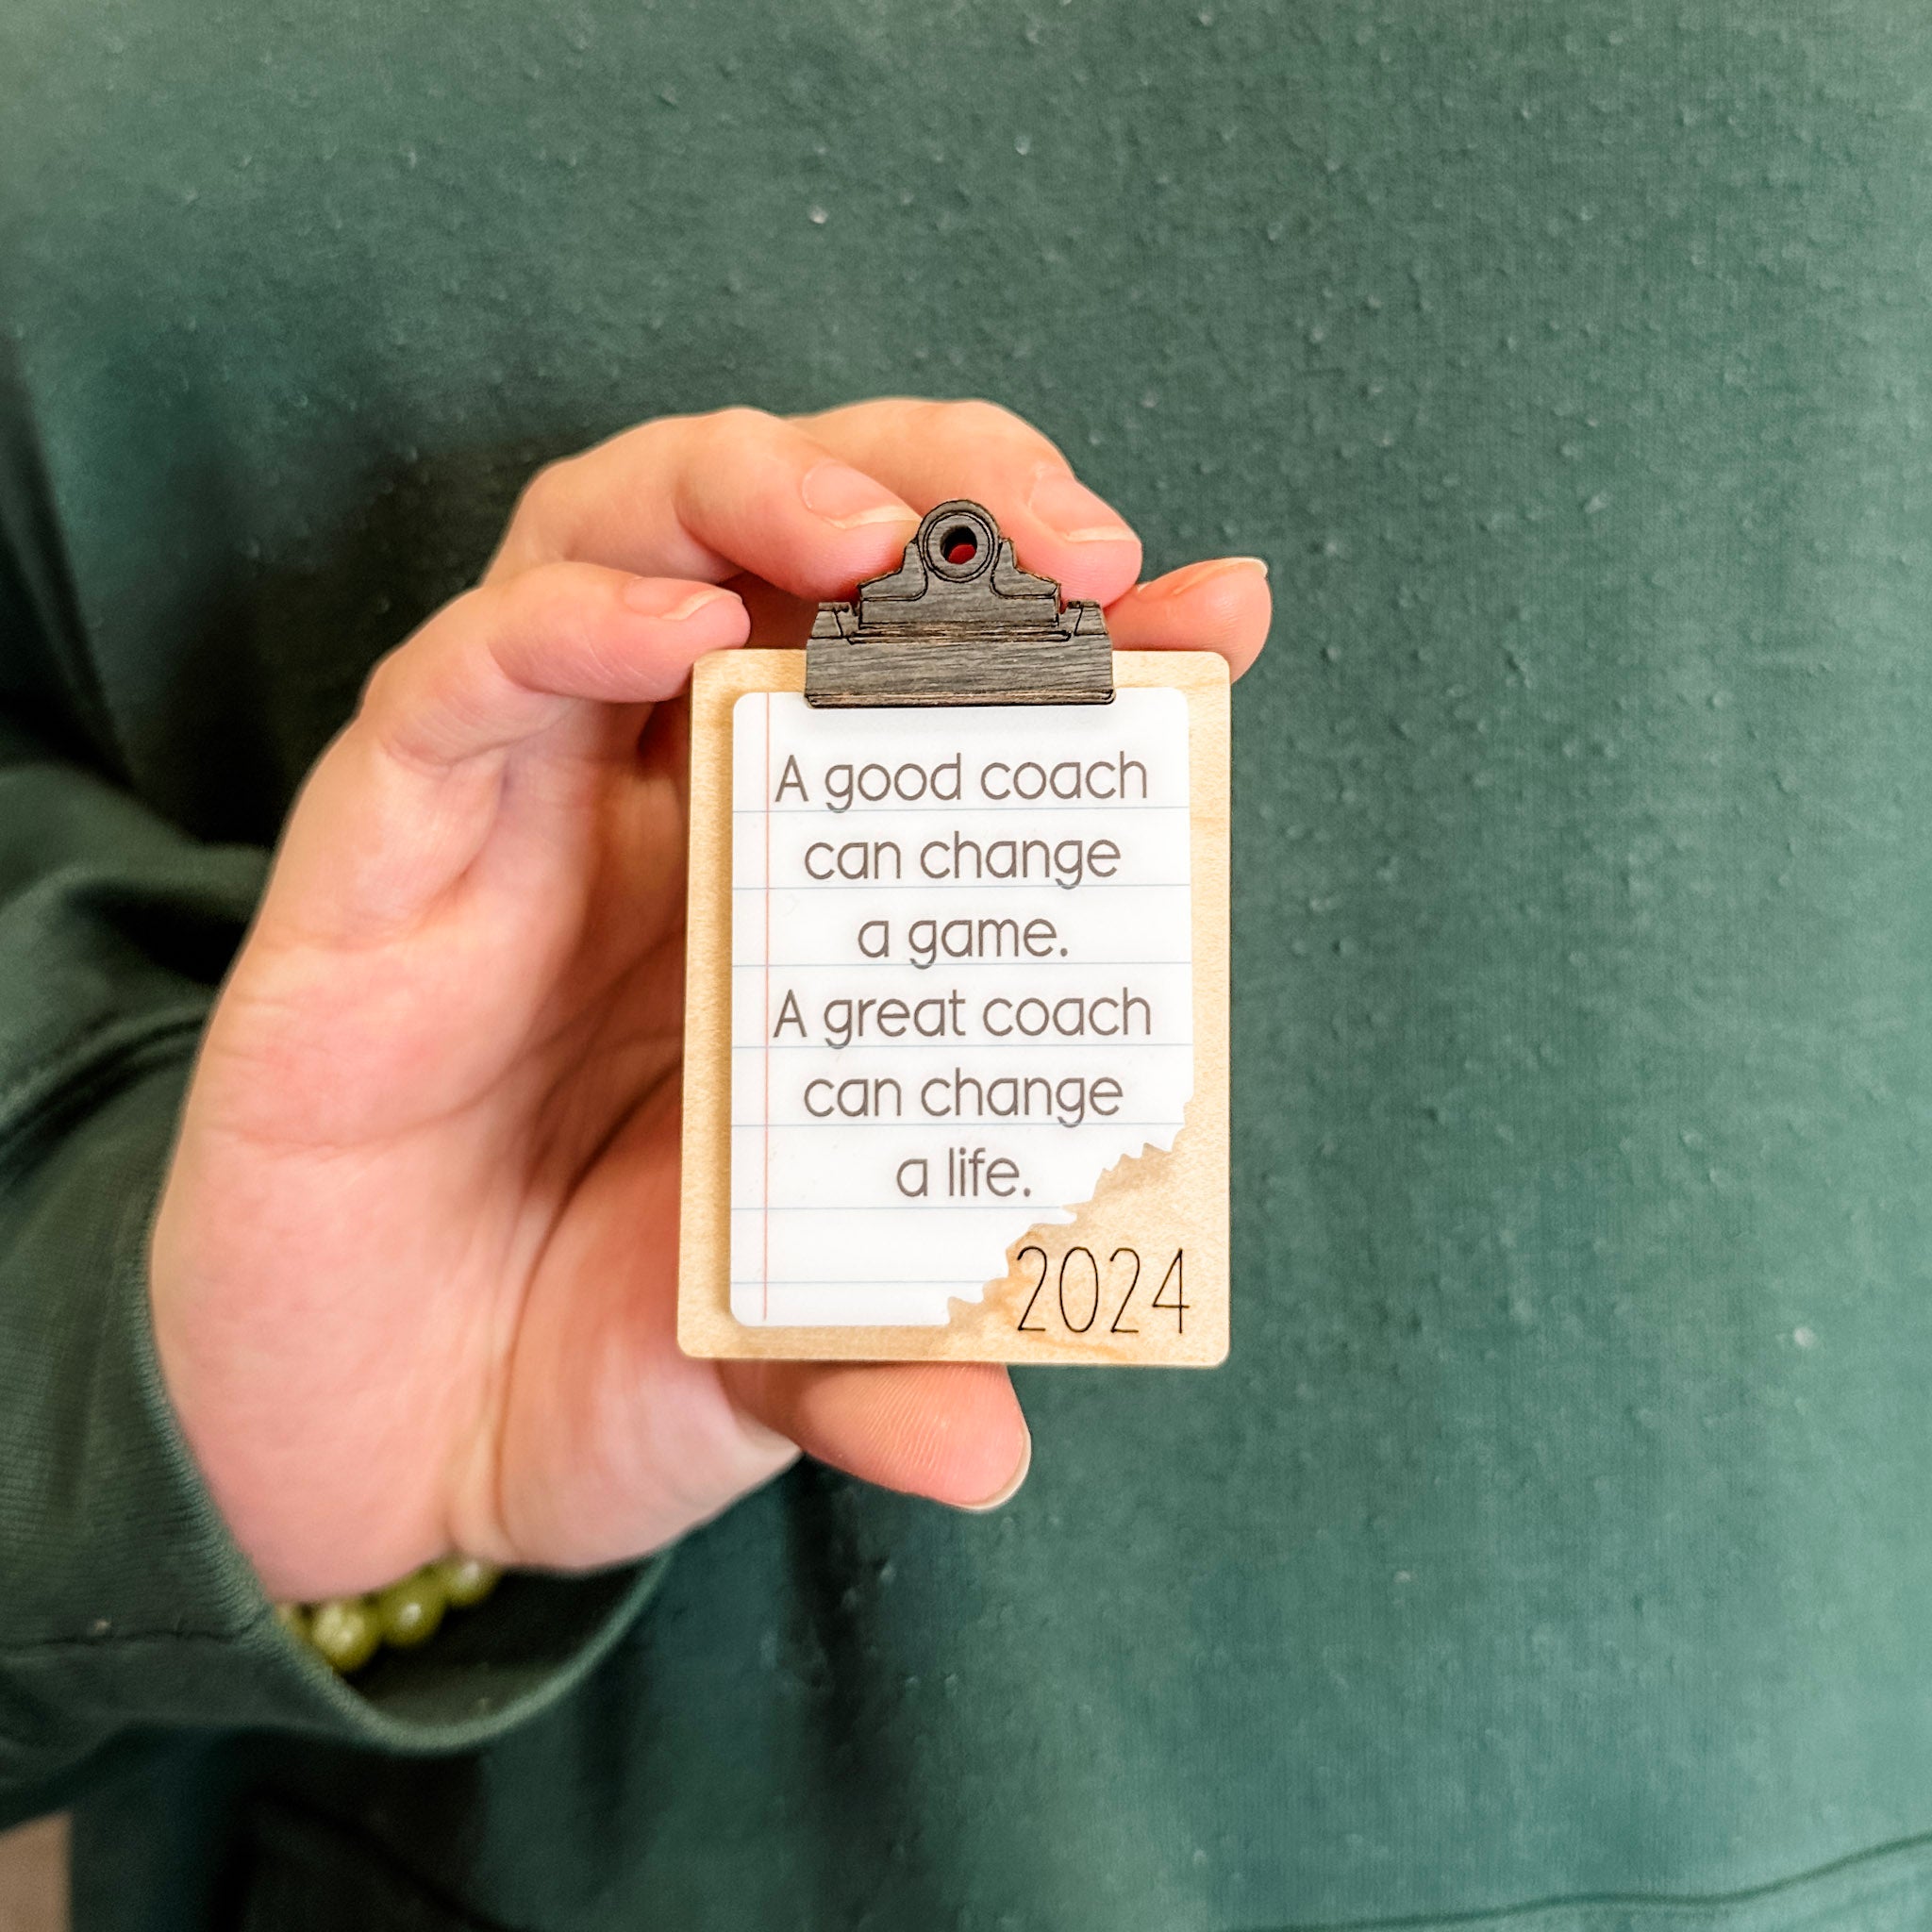 A good coach
can change
a game.
A great coach
can change
a life.
2024